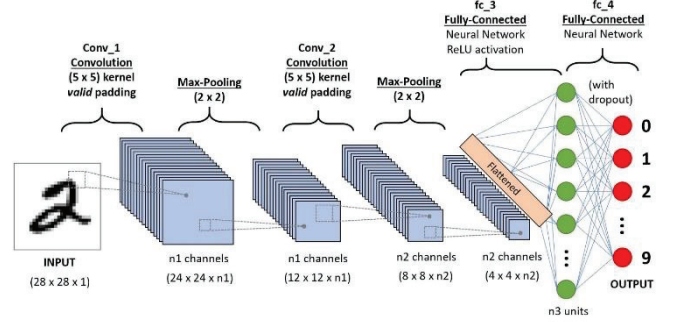 Conv_1
Convolution
(5 x 5) kernel
valid padding
Max-Pooling
(2 x 2)
Conv_2
Convolution
(5 x 5) kernel
valid padding
Max-Pooling
(2 x 2)
fc_3
Fully-Connected
Neural Network
ReLU activation
fc_4
Fully-Connected
Neural Network
(with
dropout)
2
INPUT
(28 x 28 x 1)
n1 channels
(24 x 24 x n1)
n1 channels
(12 x 12 x n1)
n2 channels
(8 x 8 x n2)
n2 channels
(4 x 4 x n2)
Flattened
n3 units
0
1
2
9
OUTPUT